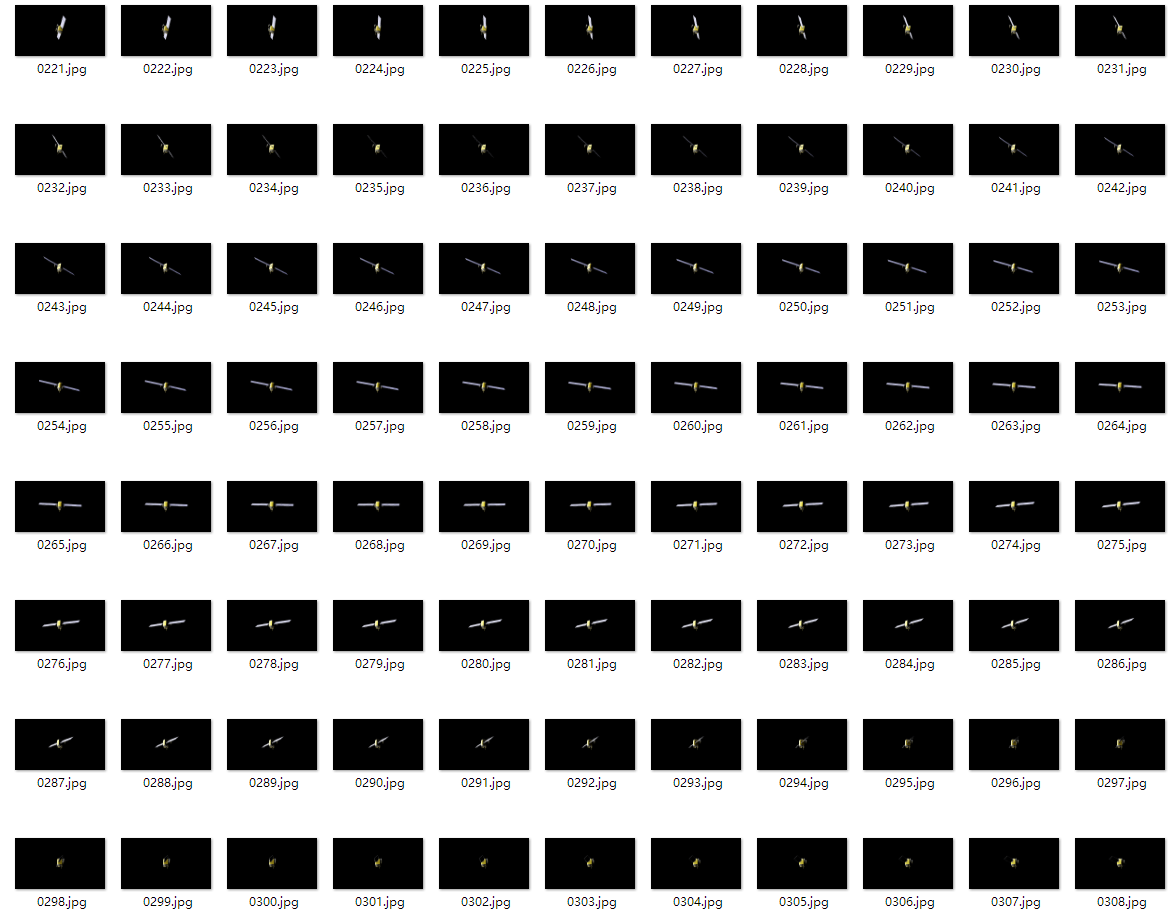 0221.jpg 0222.jpg 0223.jpg 0224.jpg 0225.jpg 0226.jpg 0227.jpg 0228.jpg 0229.jpg 0230.jpg 0231.jpg
0232.jpg 0233.jpg 0234.jpg 0235.jpg 0236.jpg 0237.jpg 0238.jpg 0239.jpg 0240.jpg 0241.jpg 0242.jpg
0243.jpg 0244.jpg 0245.jpg 0246.jpg 0247.jpg 0248.jpg 0249.jpg 0250.jpg 0251.jpg 0252.jpg 0253.jpg
0254.jpg 0255.jpg 0256.jpg 0257.jpg 0258.jpg 0259.jpg 0260.jpg 0261.jpg 0262.jpg 0263.jpg 0264.jpg
0265.jpg 0266.jpg 0267.jpg 0268.jpg 0269.jpg 0270.jpg 0271.jpg 0272.jpg 0273.jpg 0274.jpg 0275.jpg
0276.jpg 0277.jpg 0278.jpg 0279.jpg 0280.jpg 0281.jpg 0282.jpg 0283.jpg 0284.jpg 0285.jpg 0286.jpg
0287.jpg 0288.jpg 0289.jpg 0290.jpg 0291.jpg 0292.jpg 0293.jpg 0294.jpg 0295.jpg 0296.jpg 0297.jpg
0298.jpg 0299.jpg 0300.jpg 0301.jpg 0302.jpg 0303.jpg 0304.jpg 0305.jpg 0306.jpg 0307.jpg 0308.jpg